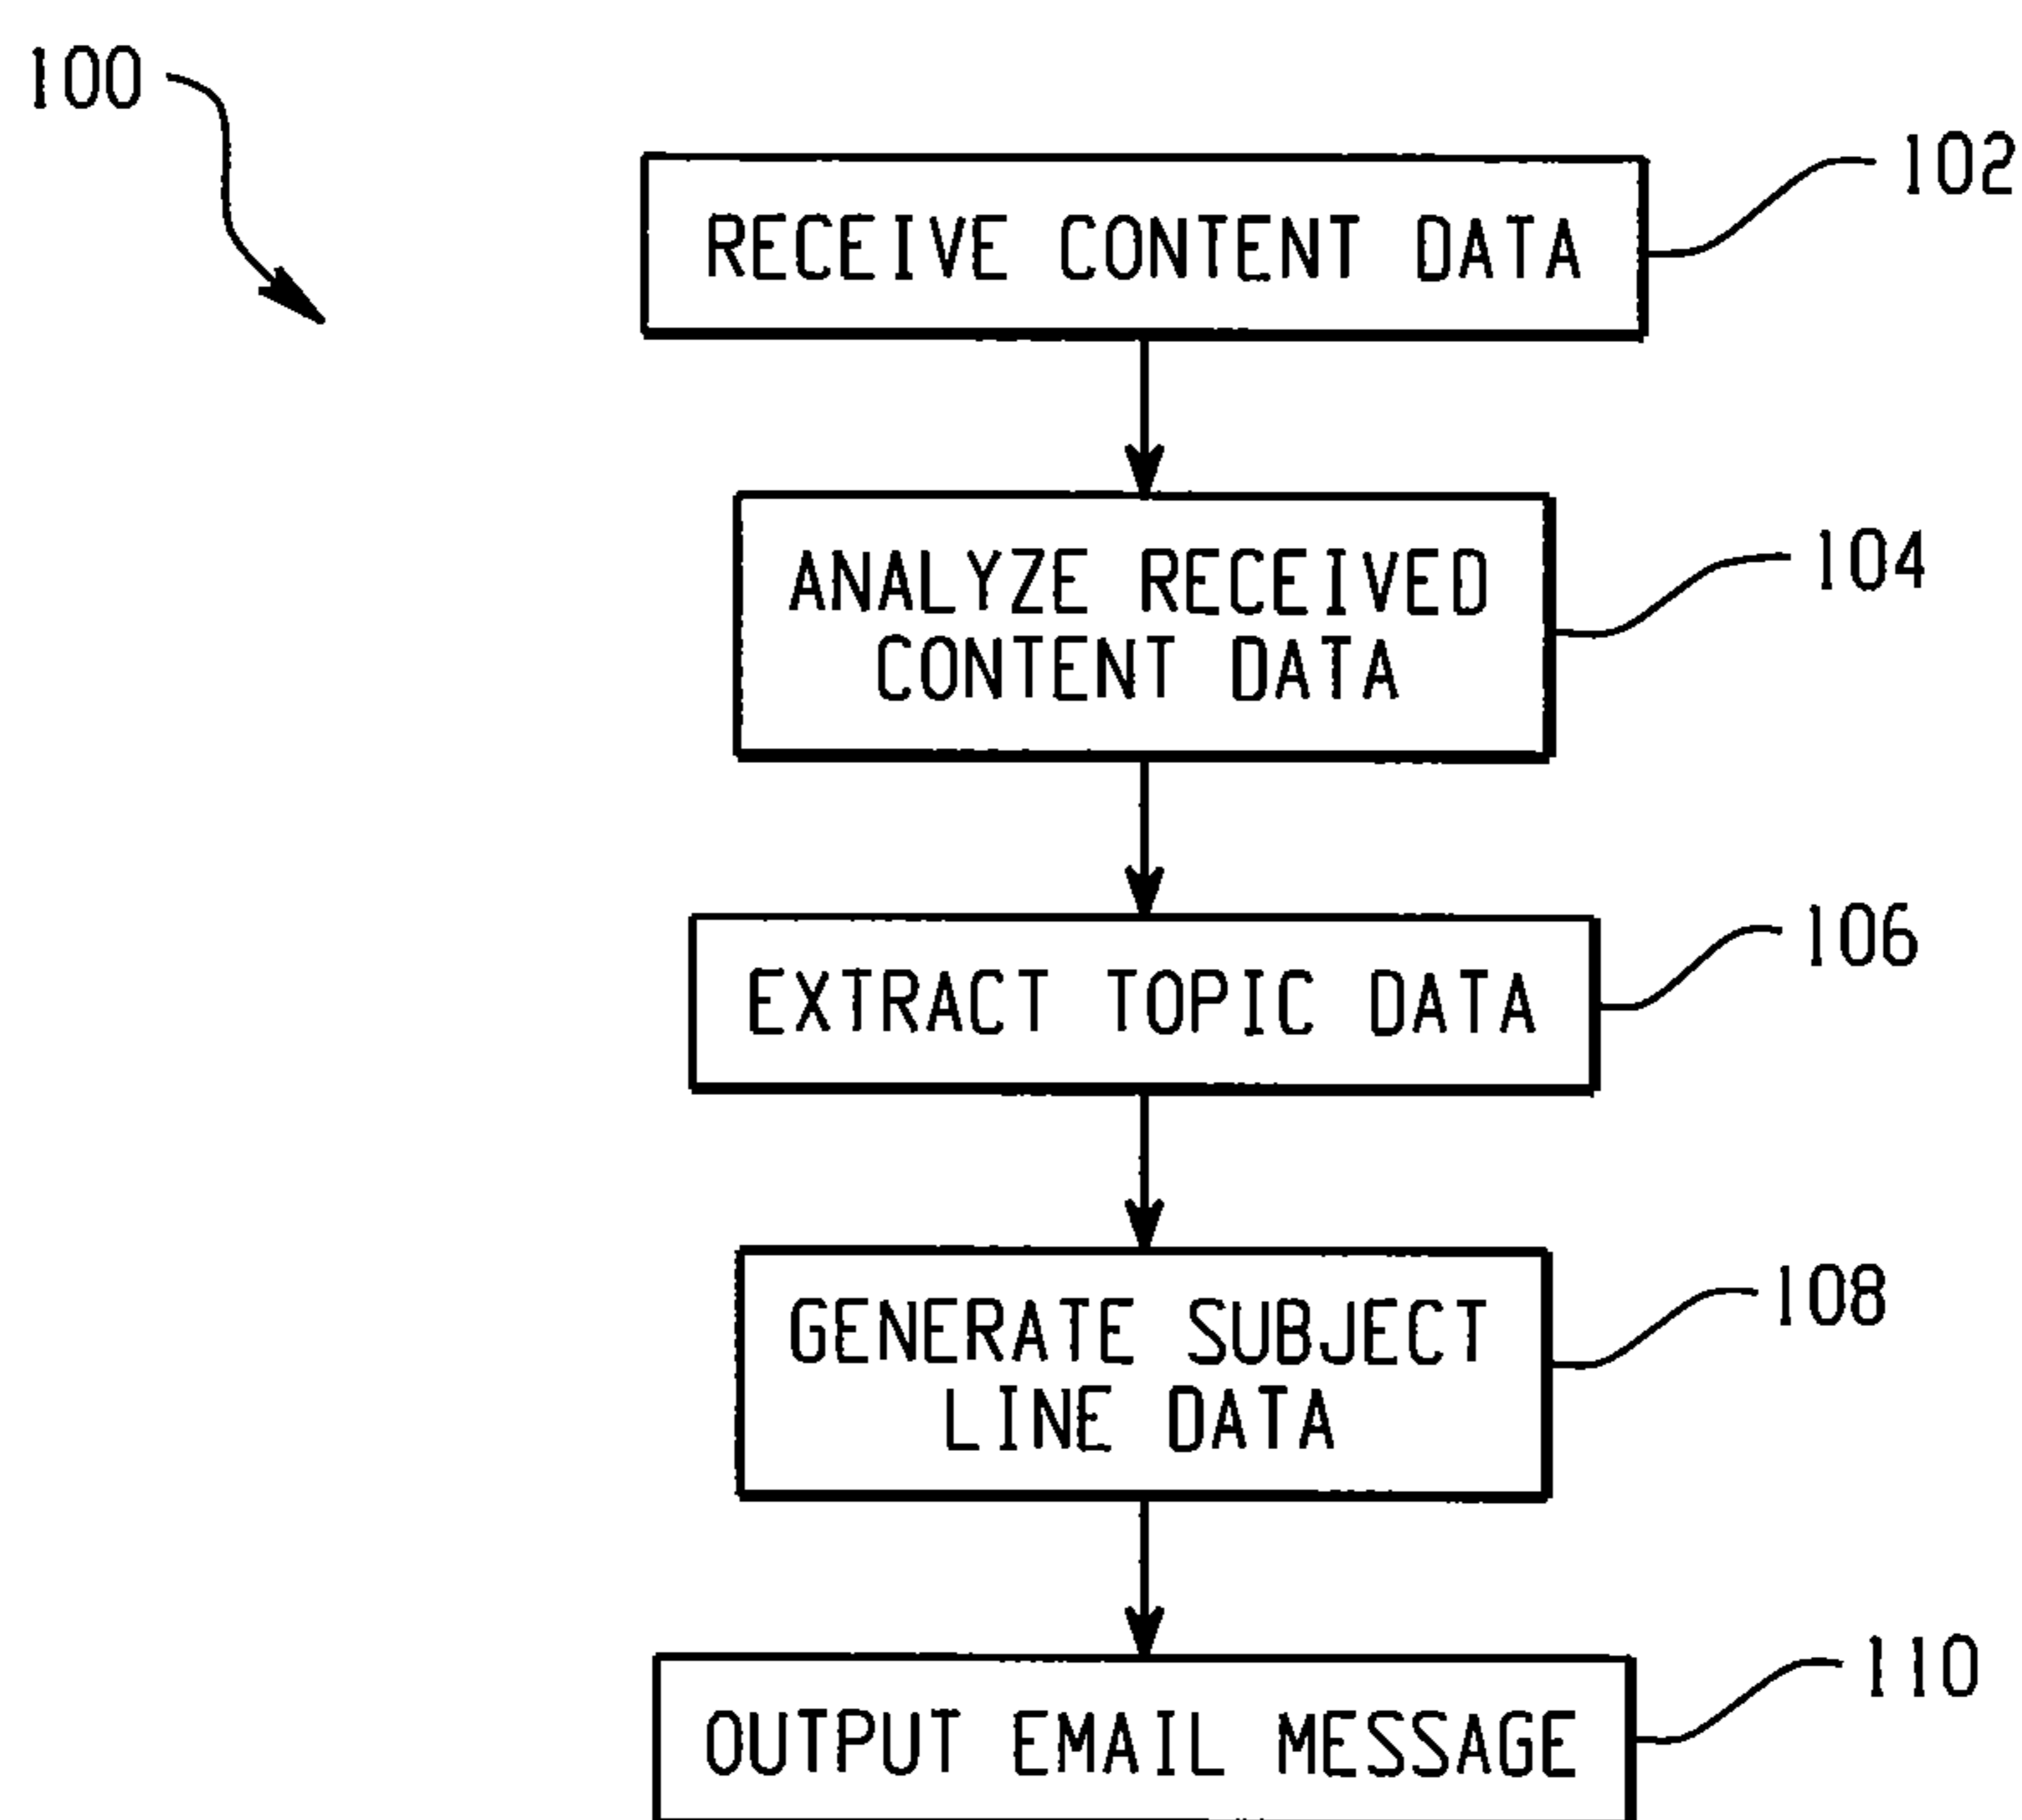 100
RECEIVE CONTENT DATA
102
ANALYZE RECEIVED
CONTENT DATA
104
EXTRACT TOPIC DATA
106
GENERATE SUBJECT
LINE DATA
108
OUTPUT EMAIL MESSAGE
110